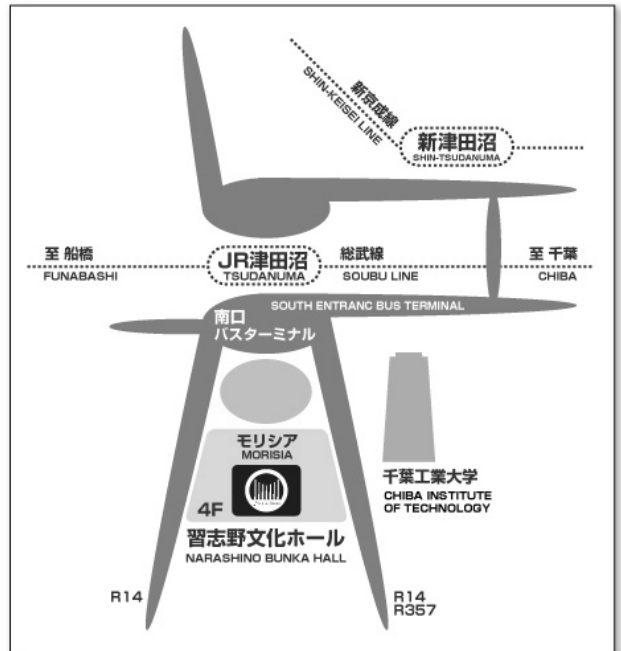 新京成線
SHIN-KEISEI LINE
新津田沼
SHIN-TSUDANUMA
至 船橋
FUNABASHI
JR津田沼
TSUDANUMA
総武線
SOUBU LINE
至 千葉
CHIBA
SOUTH ENTRANC BUS TERMINAL
南口
バスターミナル
モリシア
MORISIA
4F
習志野文化ホール
NARASHINO BUNKA HALL
千葉工業大学
CHIBA INSTITUTE
OF TECHNOLOGY
R14
R14
R357